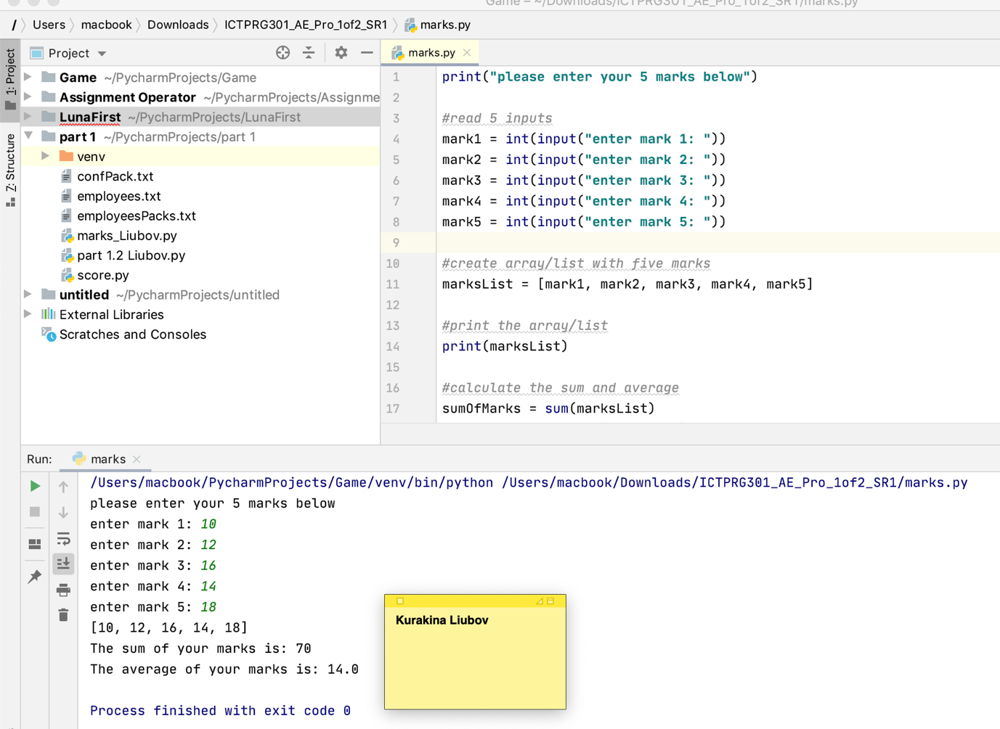 Game – ~/Downloads/ICTPRG301_AE_Pro_1of2_SR1/marks.py
/ Users macbook Downloads ICTPRG301_AE_Pro_1of2_SR1 marks.py
1: Project
Z: Structure
Project
Game ~/PycharmProjects/Game
Assignment Operator ~/PycharmProjects/Assignme
LunaFirst ~/PycharmProjects/LunaFirst
part 1 ~/PycharmProjects/part 1
venv
confPack.txt
employees.txt
employeesPacks.txt
marks_Liubov.py
part 1.2 Liubov.py
score.py
untitled ~/PycharmProjects/untitled
External Libraries
Scratches and Consoles
marks.py
1 print("please enter your 5 marks below")
2
3 #read 5 inputs
4 mark1 = int(input("enter mark 1: "))
5 mark2 = int(input("enter mark 2: "))
6 mark3 = int(input("enter mark 3: "))
7 mark4 = int(input("enter mark 4: "))
8 mark5 = int(input("enter mark 5: "))
9
10 #create array/list with five marks
11 marksList = [mark1, mark2, mark3, mark4, mark5]
12
13 #print the array/list
14 print(marksList)
15
16 #calculate the sum and average
17 sumOfMarks = sum(marksList)
Run: marks
/Users/macbook/PycharmProjects/Game/venv/bin/python /Users/macbook/Downloads/ICTPRG301_AE_Pro_1of2_SR1/marks.py
please enter your 5 marks below
enter mark 1: 10
enter mark 2: 12
enter mark 3: 16
enter mark 4: 14
enter mark 5: 18
[10, 12, 16, 14, 18]
The sum of your marks is: 70
The average of your marks is: 14.0
Process finished with exit code 0
Kurakina Liubov